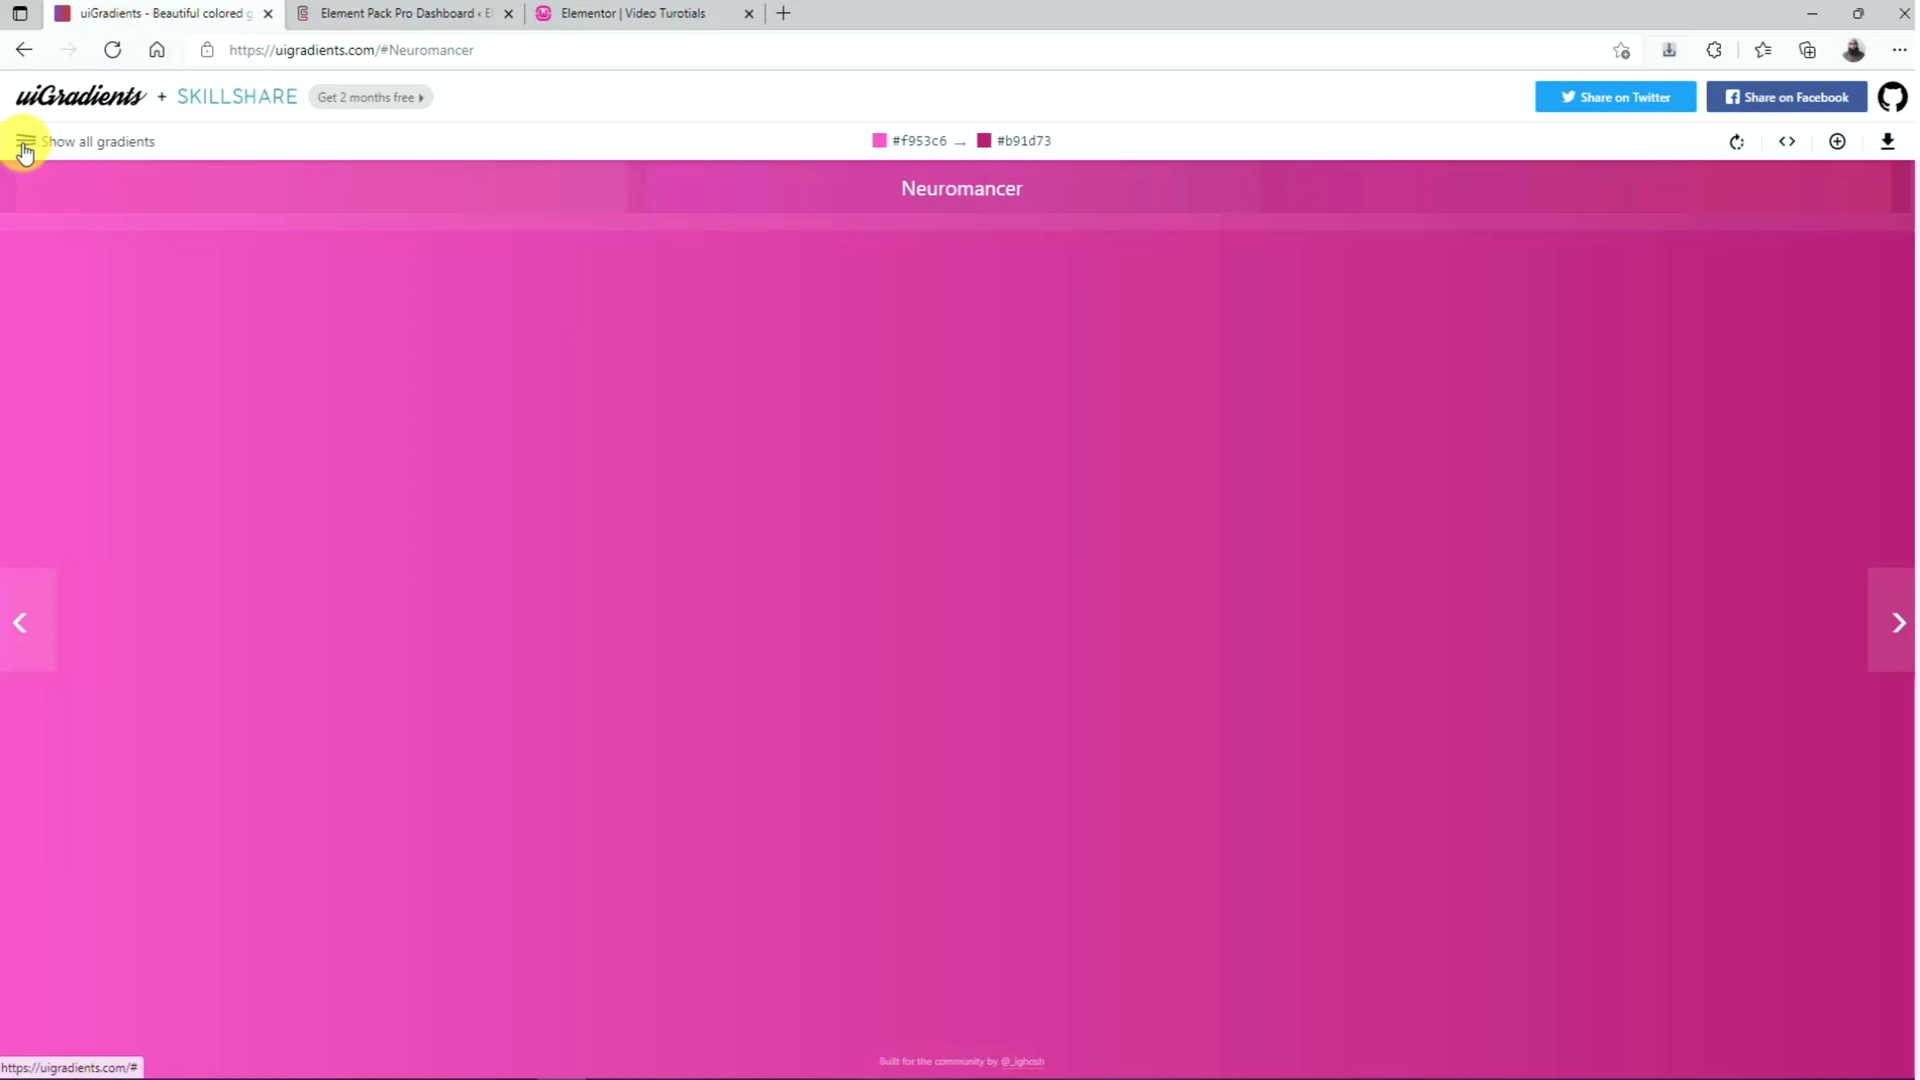 uiGradients - Beautiful colored g
Element Pack Pro Dashboard ‹ El
Elementor | Video Turotials
https://uigradients.com/#Neuromancer
uiGradients + SKILLSHARE Get 2 months free
Share on Twitter
Share on Facebook
Show all gradients
#f953c6 → #b91d73
Neuromancer
Built for the community by @_ighosh
https://uigradients.com/#